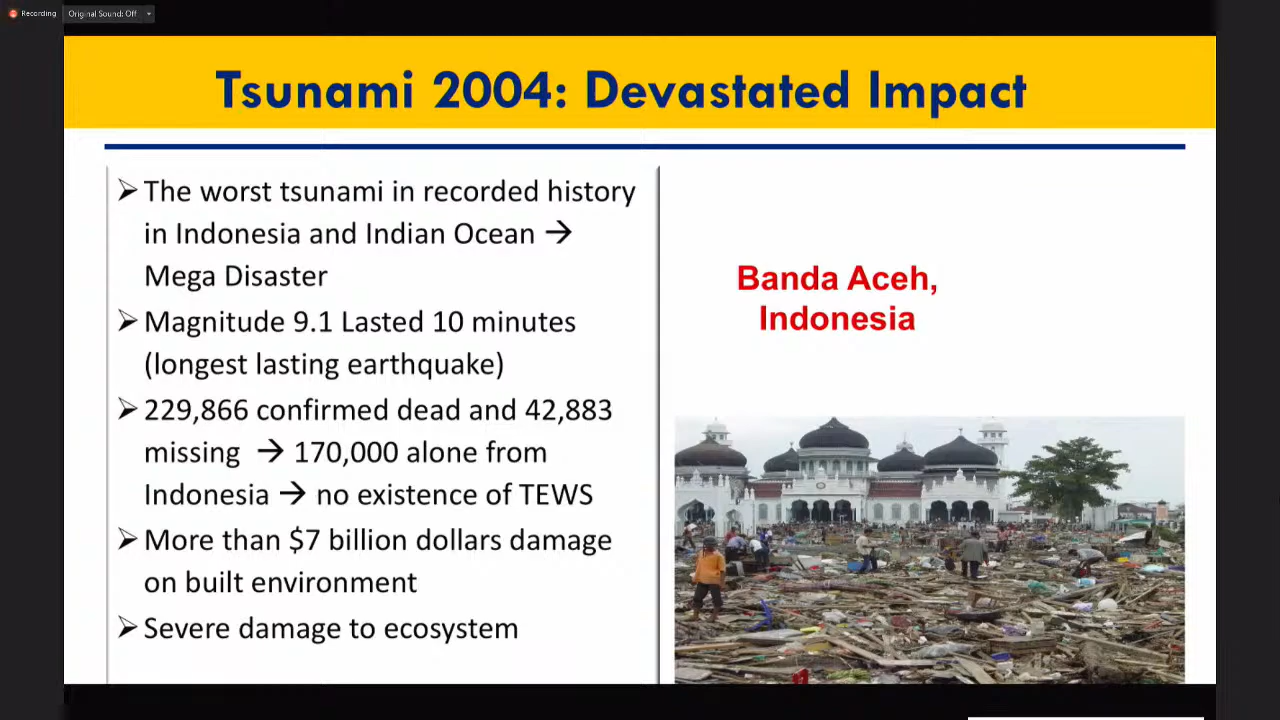 Recording
Original Sound: Off
Tsunami 2004: Devastated Impact
➢ The worst tsunami in recorded history
in Indonesia and Indian Ocean →
Mega Disaster
➢ Magnitude 9.1 Lasted 10 minutes
(longest lasting earthquake)
➢ 229,866 confirmed dead and 42,883
missing → 170,000 alone from
Indonesia → no existence of TEWS
➢ More than $7 billion dollars damage
on built environment
➢ Severe damage to ecosystem
Banda Aceh,
Indonesia